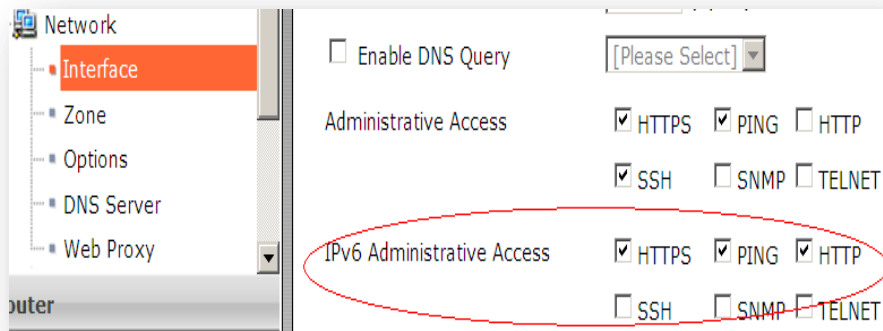 Network
Interface
Zone
Options
DNS Server
Web Proxy
outer
Enable DNS Query [Please Select]
Administrative Access HTTPS PING HTTP
SSH SNMP TELNET
IPv6 Administrative Access HTTPS PING HTTP
SSH SNMP TELNET